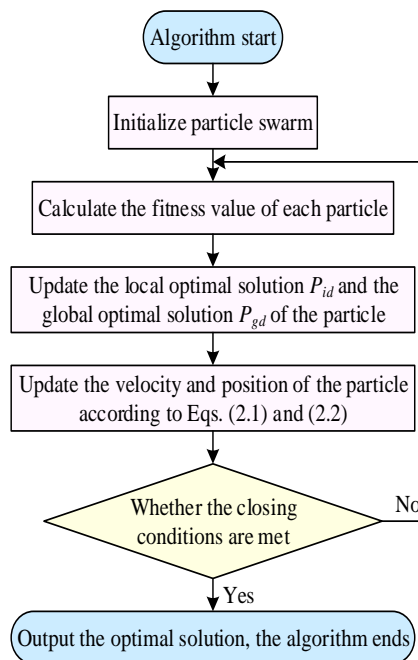 Algorithm start
Initialize particle swarm
Calculate the fitness value of each particle
Update the local optimal solution P_id and the
global optimal solution P_gd of the particle
Update the velocity and position of the particle
according to Eqs. (2.1) and (2.2)
Whether the closing
conditions are met
No
Yes
Output the optimal solution, the algorithm ends